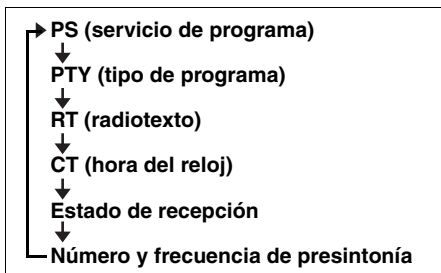 PS (servicio de programa)
PTY (tipo de programa)
RT (radiotexto)
CT (hora del reloj)
Estado de recepción
Número y frecuencia de presintonía